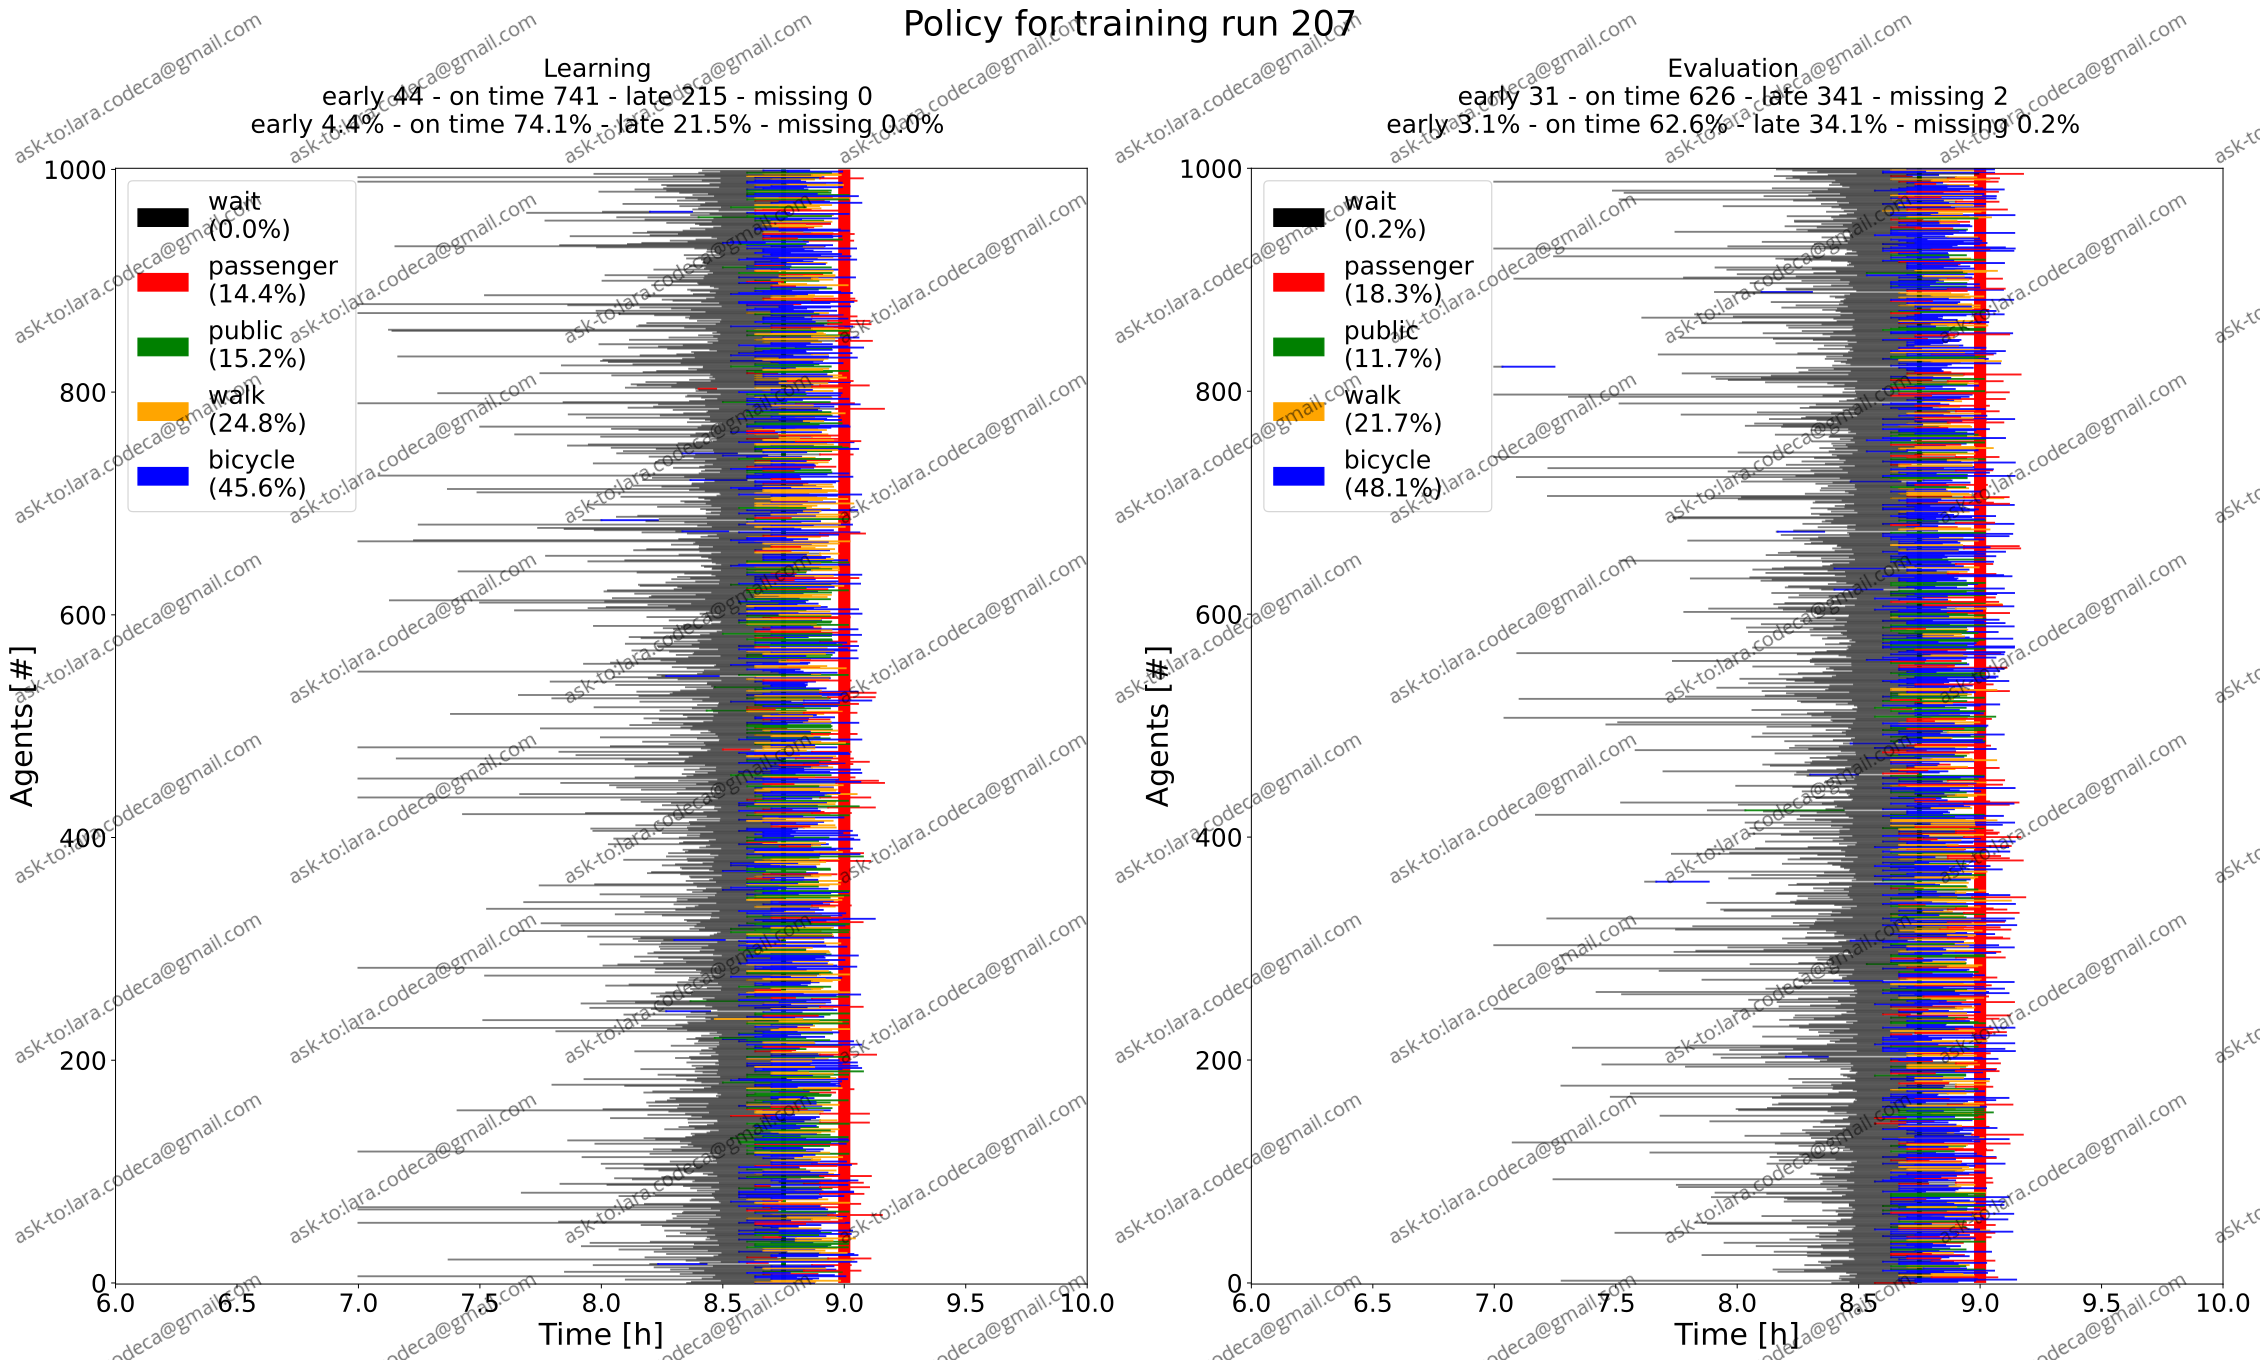 Policy for training run 207
Learning
early 44 - on time 741 - late 215 - missing 0
early 4.4% - on time 74.1% - late 21.5% - missing 0.0%
1000
800
600
400
200
0
Agents [#]
wait
(0.0%)
passenger
(14.4%)
public
(15.2%)
walk
(24.8%)
bicycle
(45.6%)
6.0 6.5 7.0 7.5 8.0 8.5 9.0 9.5 10.0
Time [h]
Evaluation
early 31 - on time 626 - late 341 - missing 2
early 3.1% - on time 62.6% - late 34.1% - missing 0.2%
1000
800
600
400
200
0
Agents [#]
wait
(0.2%)
passenger
(18.3%)
public
(11.7%)
walk
(21.7%)
bicycle
(48.1%)
6.0 6.5 7.0 7.5 8.0 8.5 9.0 9.5 10.0
Time [h]
ask-to:lara.codeca@gmail.com